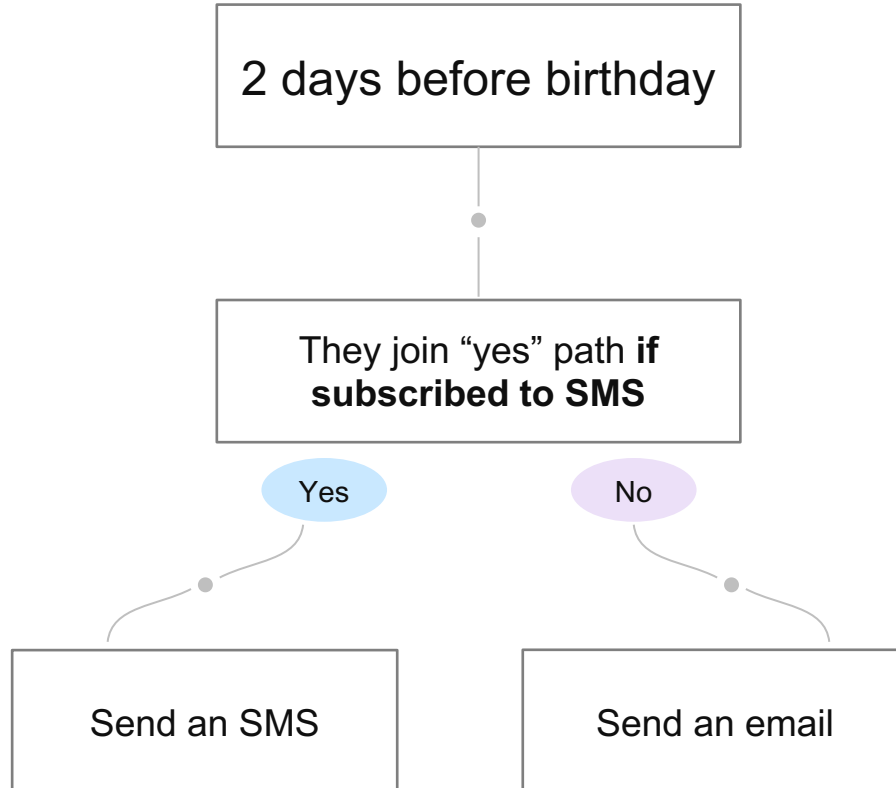 2 days before birthday
They join “yes” path if
subscribed to SMS
Yes
No
Send an SMS
Send an email